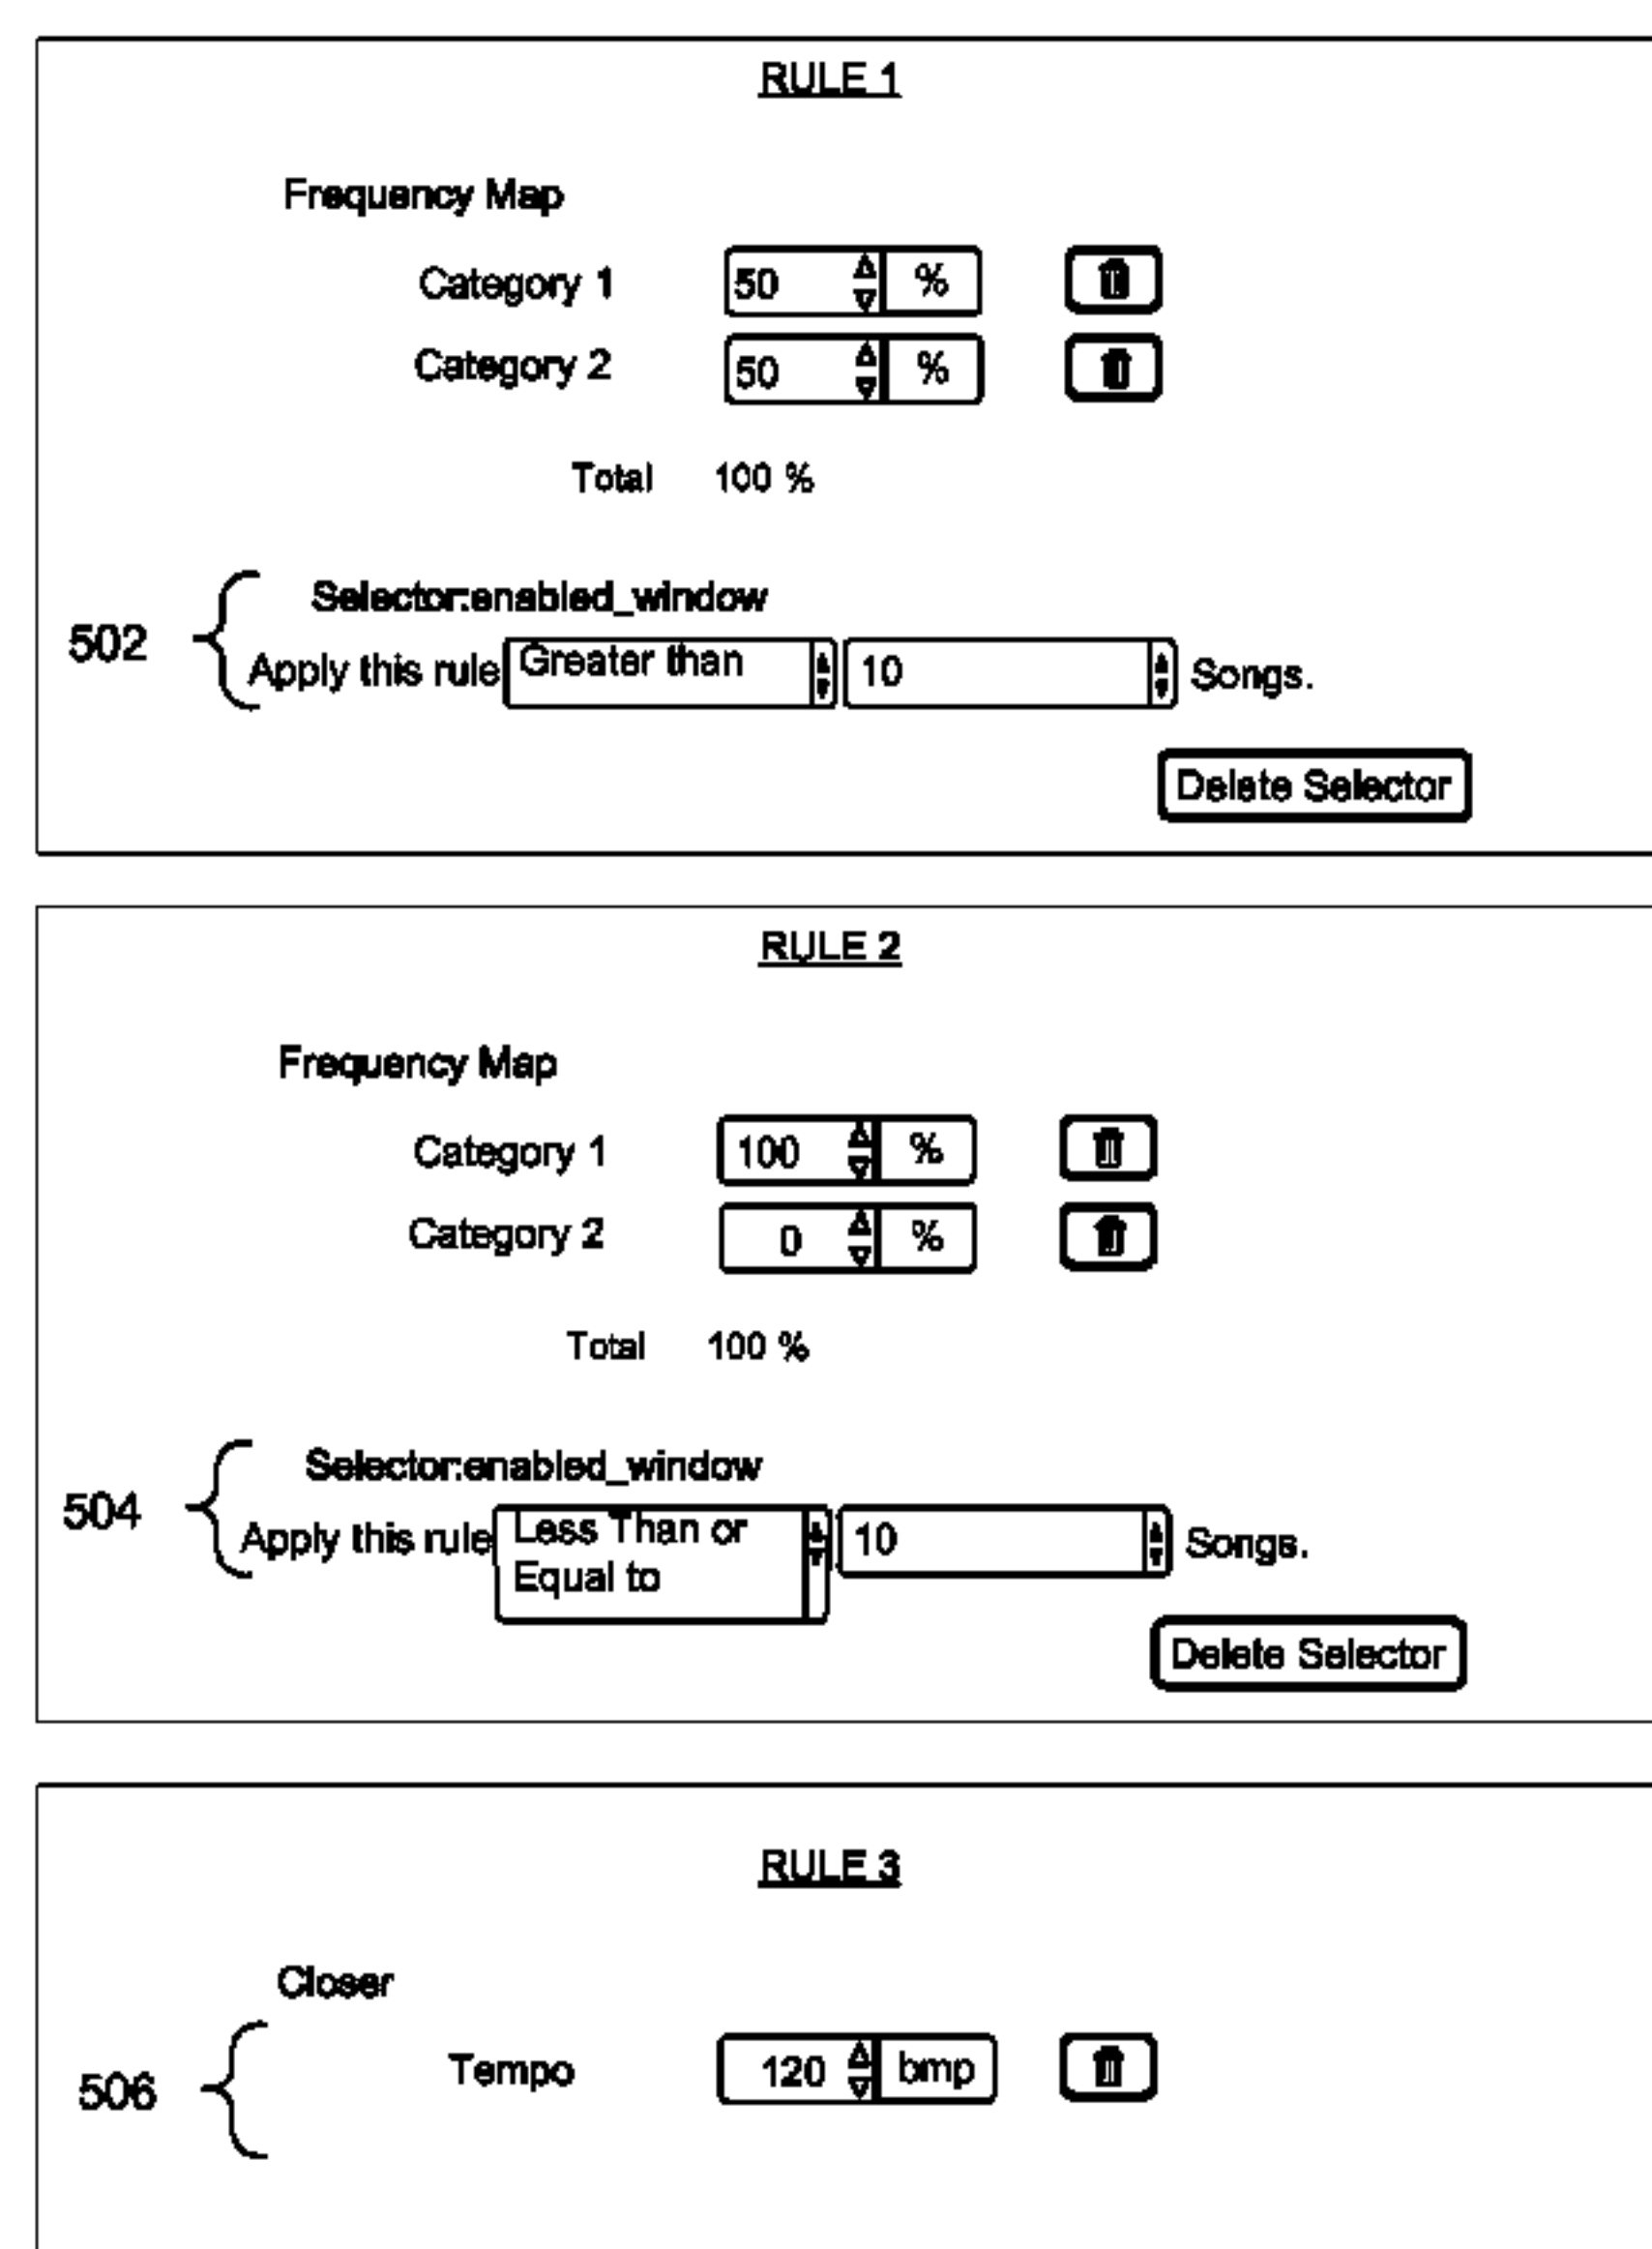 RULE 1
Frequency Map
Category 1 50 %
Category 2 50 %
Total 100 %
Selector:enabled_window
502
Apply this rule Greater than 10 Songs.
Delete Selector
RULE 2
Frequency Map
Category 1 100 %
Category 2 0 %
Total 100 %
Selector:enabled_window
504
Apply this rule Less Than or Equal to 10 Songs.
Delete Selector
RULE 3
Closer
506
Tempo 120 bmp